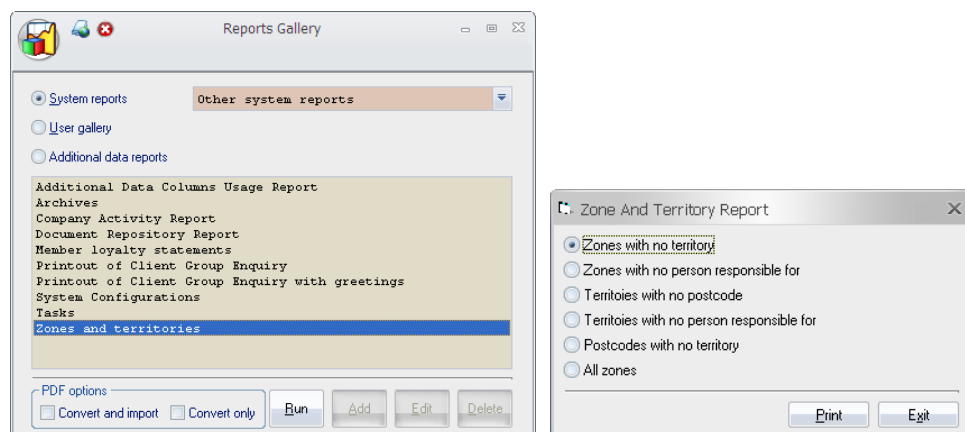 Reports Gallery
System reports
Other system reports
User gallery
Additional data reports
Additional Data Columns Usage Report
Archives
Company Activity Report
Document Repository Report
Member loyalty statements
Printout of Client Group Enquiry
Printout of Client Group Enquiry with greetings
System Configurations
Tasks
Zones and territories
PDF options
Convert and import
Convert only
Run
Add
Edit
Delete
Zone And Territory Report
Zones with no territory
Zones with no person responsible for
Territoies with no postcode
Territoies with no person responsible for
Postcodes with no territory
All zones
Print
Exit